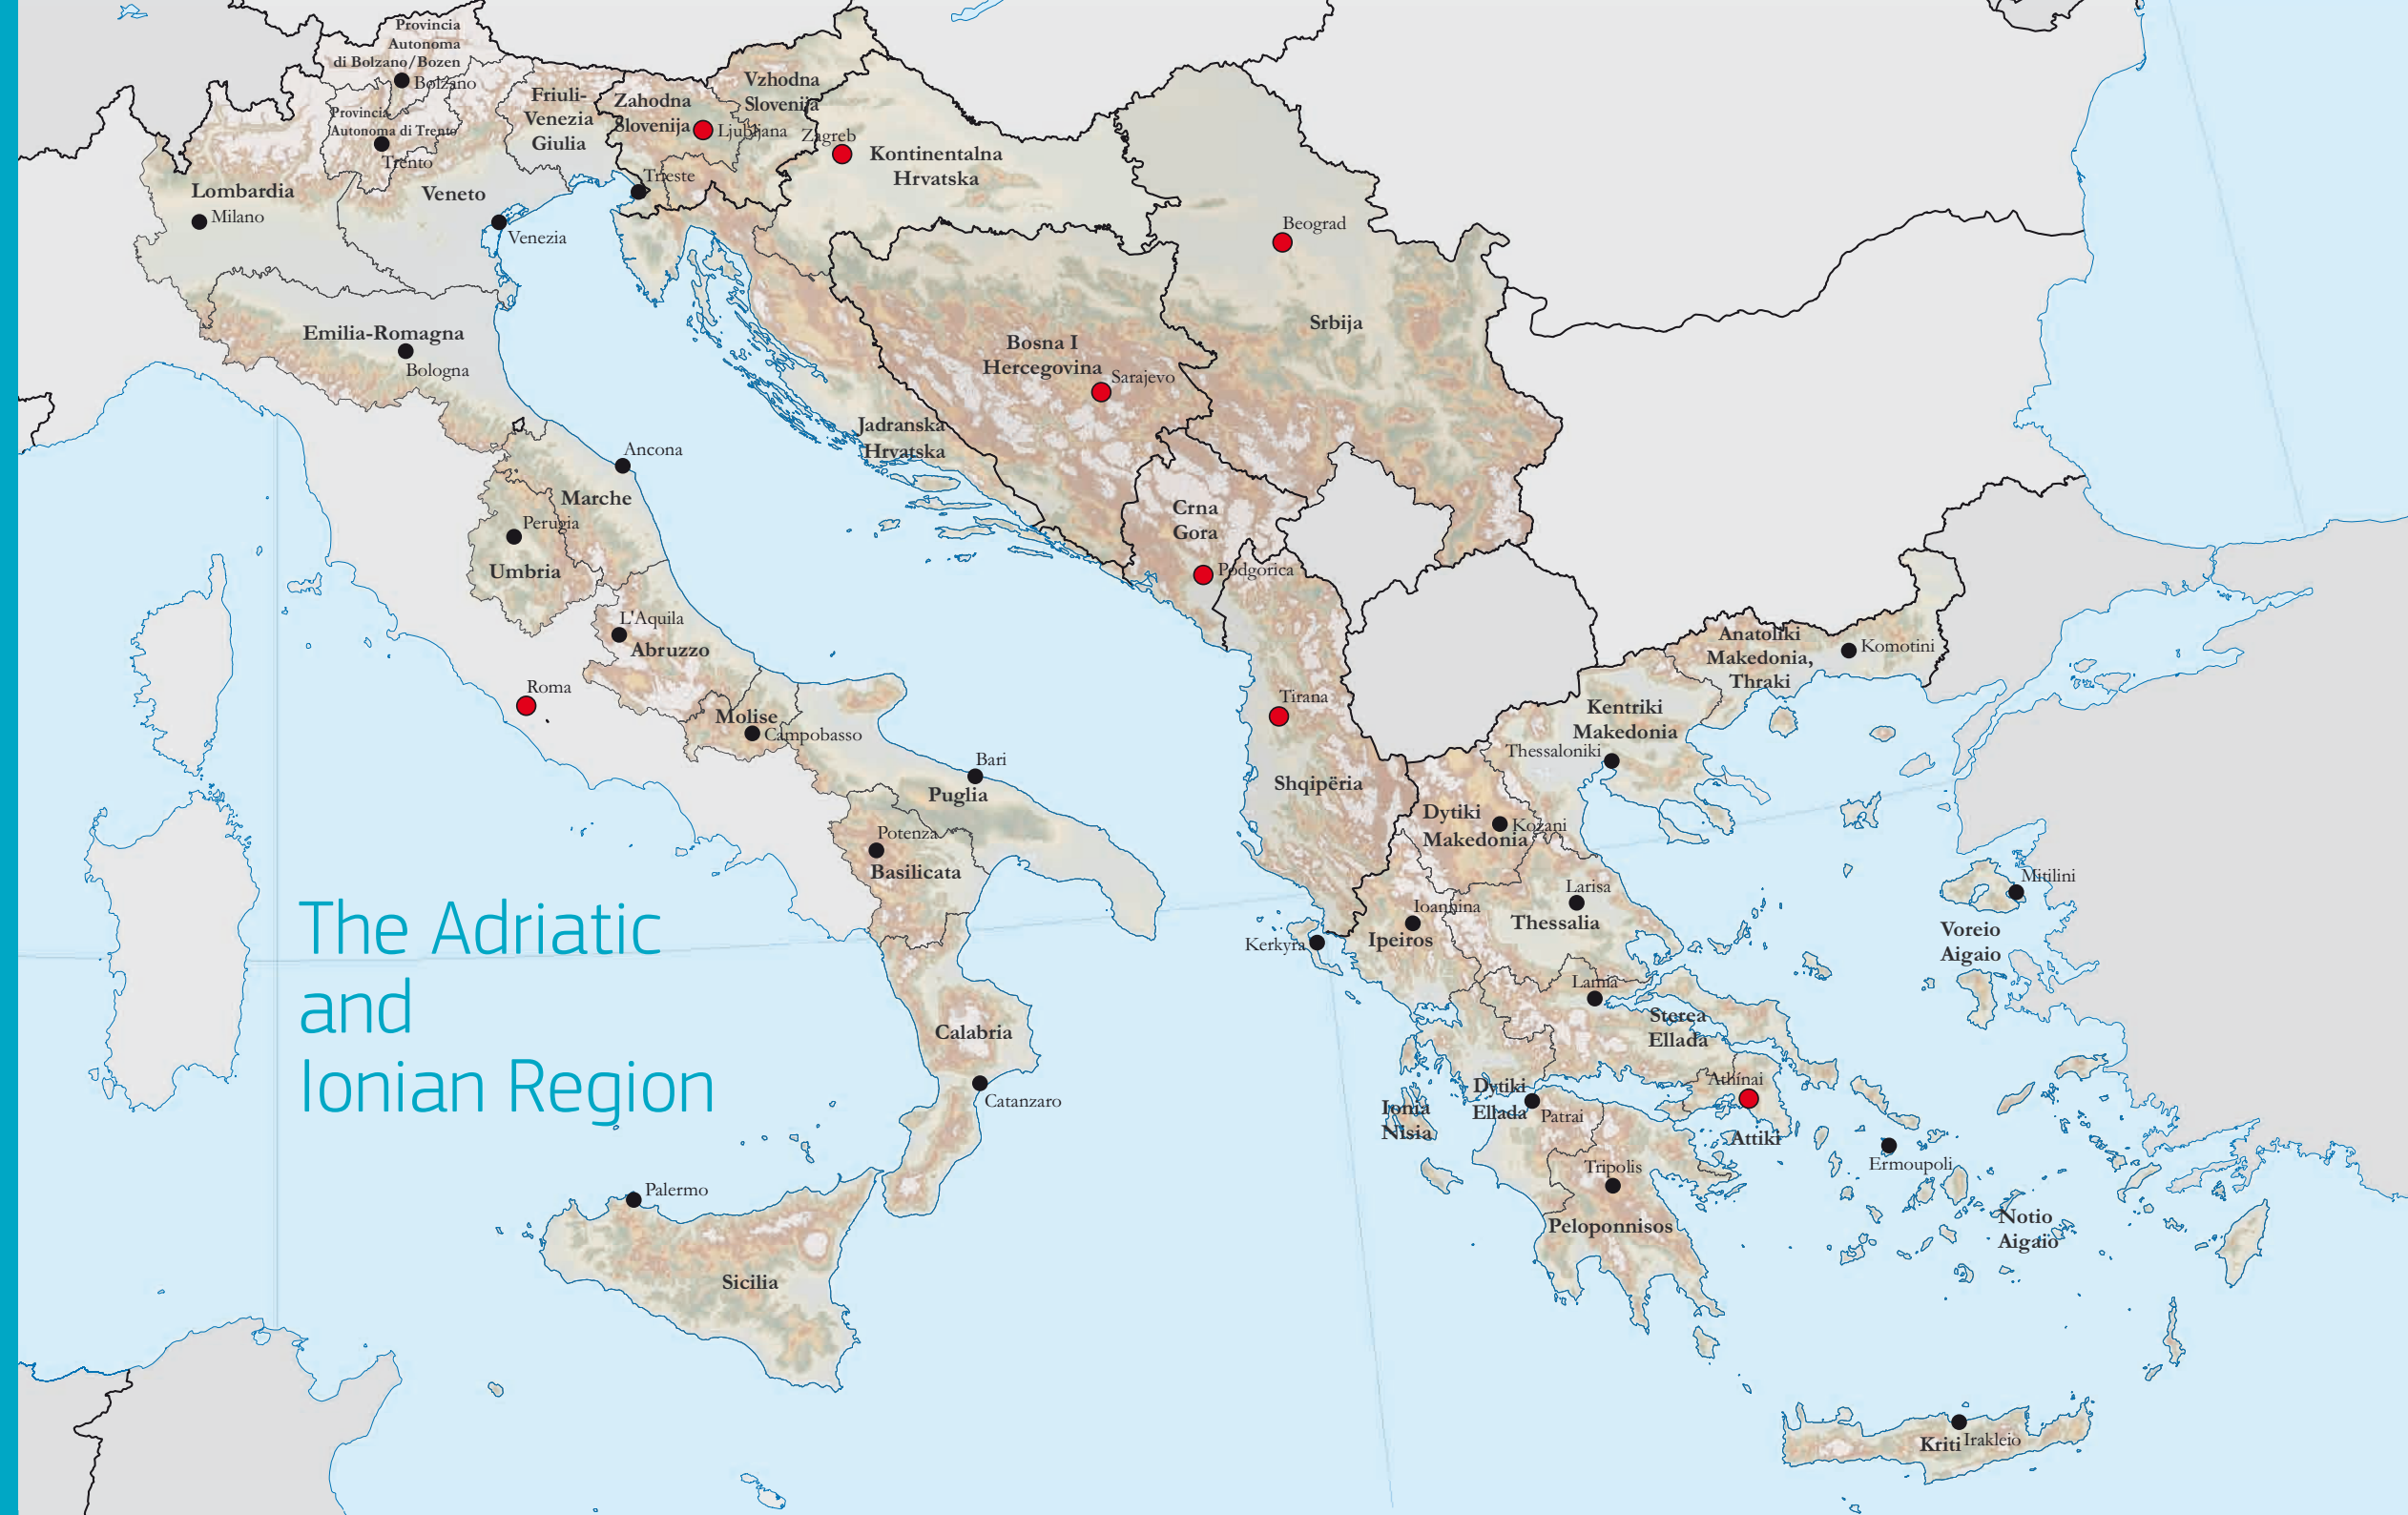 Provincia
Autonoma
di Bolzano/Bozen
Bolzano
Provincia
Autonoma di Trento
Trento
Friuli-
Venezia
Giulia
Zahodna
Slovenija
Ljubljana
Vzhodna
Slovenija
Zagreb
Kontinentalna
Hrvatska
Trieste
Lombardia
Milano
Veneto
Venezia
Beograd
Srbija
Emilia-Romagna
Bologna
Bosna I
Hercegovina
Sarajevo
Jadranska
Hrvatska
Ancona
Marche
Perugia
Umbria
Crna
Gora
Podgorica
L'Aquila
Abruzzo
Roma
Molise
Campobasso
Tirana
Shqipëria
Anatoliki
Makedonia,
Thraki
Komotini
Kentriki
Makedonia
Thessaloniki
Bari
Puglia
Potenza
Basilicata
Dytiki
Makedonia
Kozani
Larisa
Thessalia
Ioannina
Ipeiros
Kerkyra
Mitilini
Voreio
Aigaio
Lamia
Sterea
Ellada
The Adriatic
and
Ionian Region
Calabria
Catanzaro
Dytiki
Ellada
Patrai
Ionia
Nisia
Athínai
Attiki
Ermoupoli
Tripolis
Peloponnisos
Notio
Aigaio
Palermo
Sicilia
Kriti
Irakleio